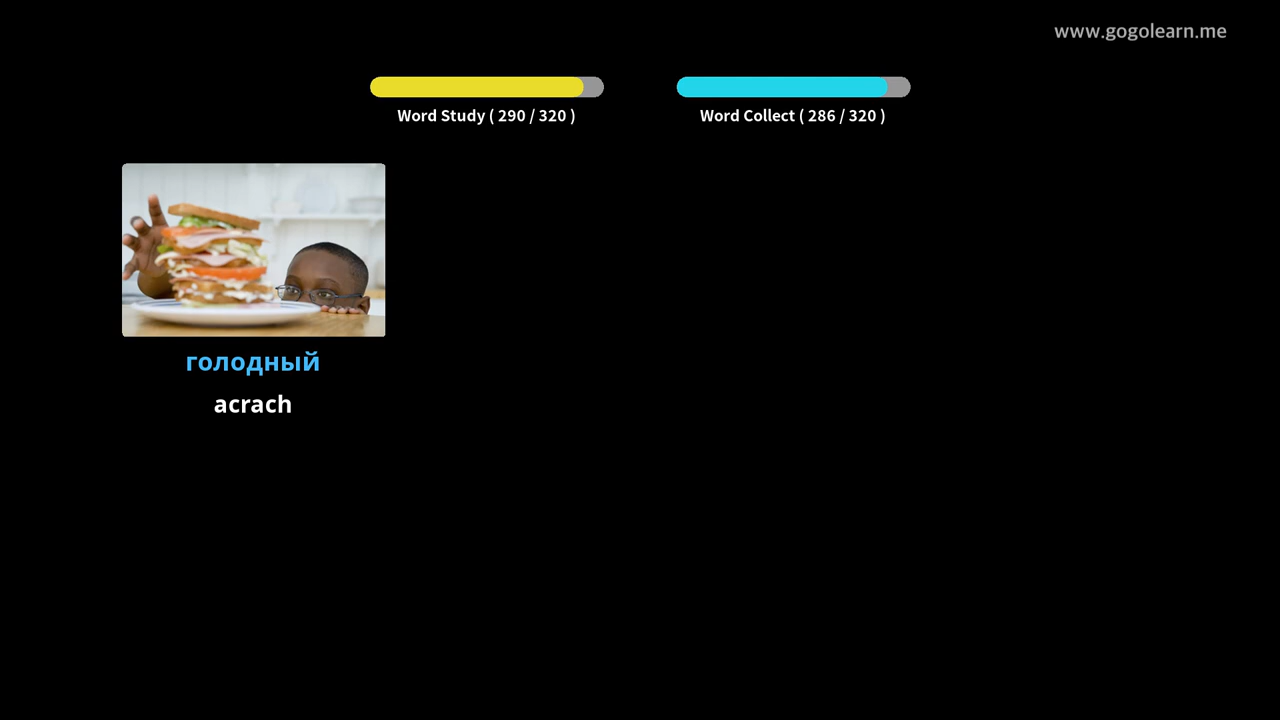 www.gogolearn.me
Word Study ( 290 / 320 )
Word Collect ( 286 / 320 )
голодный
acrach